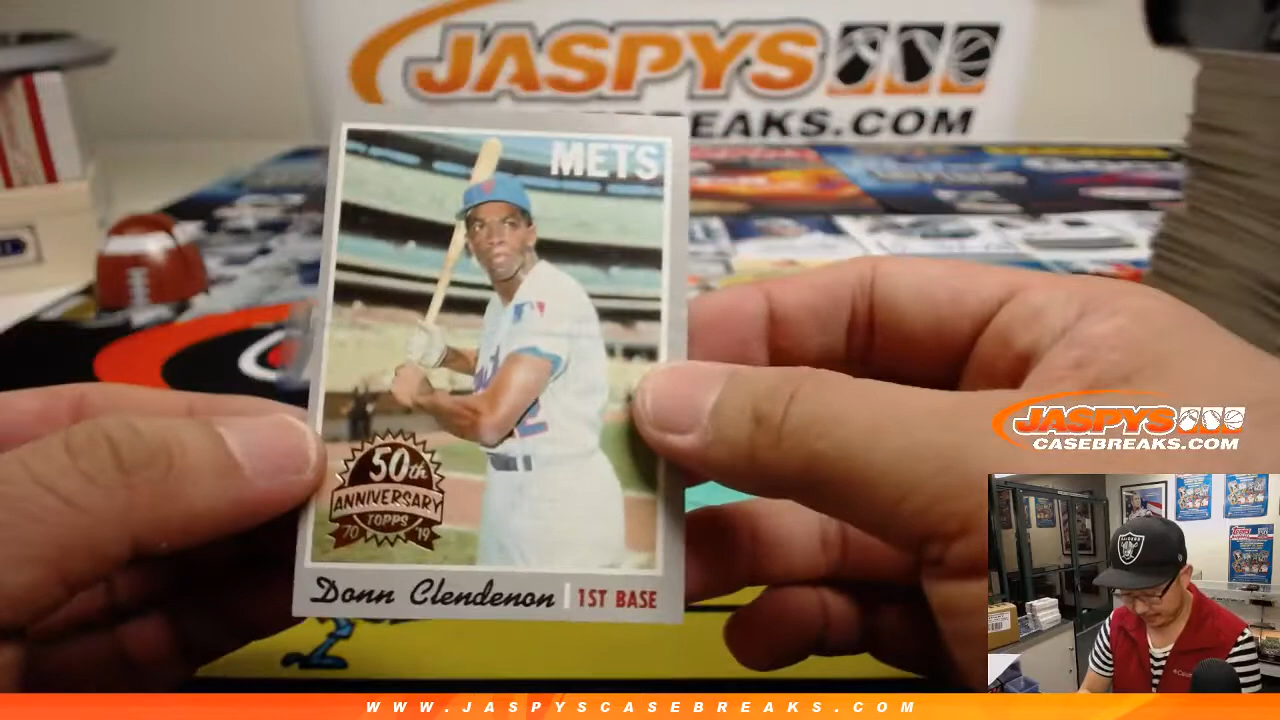 JASPYS
EAKS.COM
METS
50th
ANNIVERSARY
TOPPS
70 19
Donn Clendenon | 1ST BASE
JASPYS
CASEBREAKS.COM
WWW.JASPYSCASEBREAKS.COM